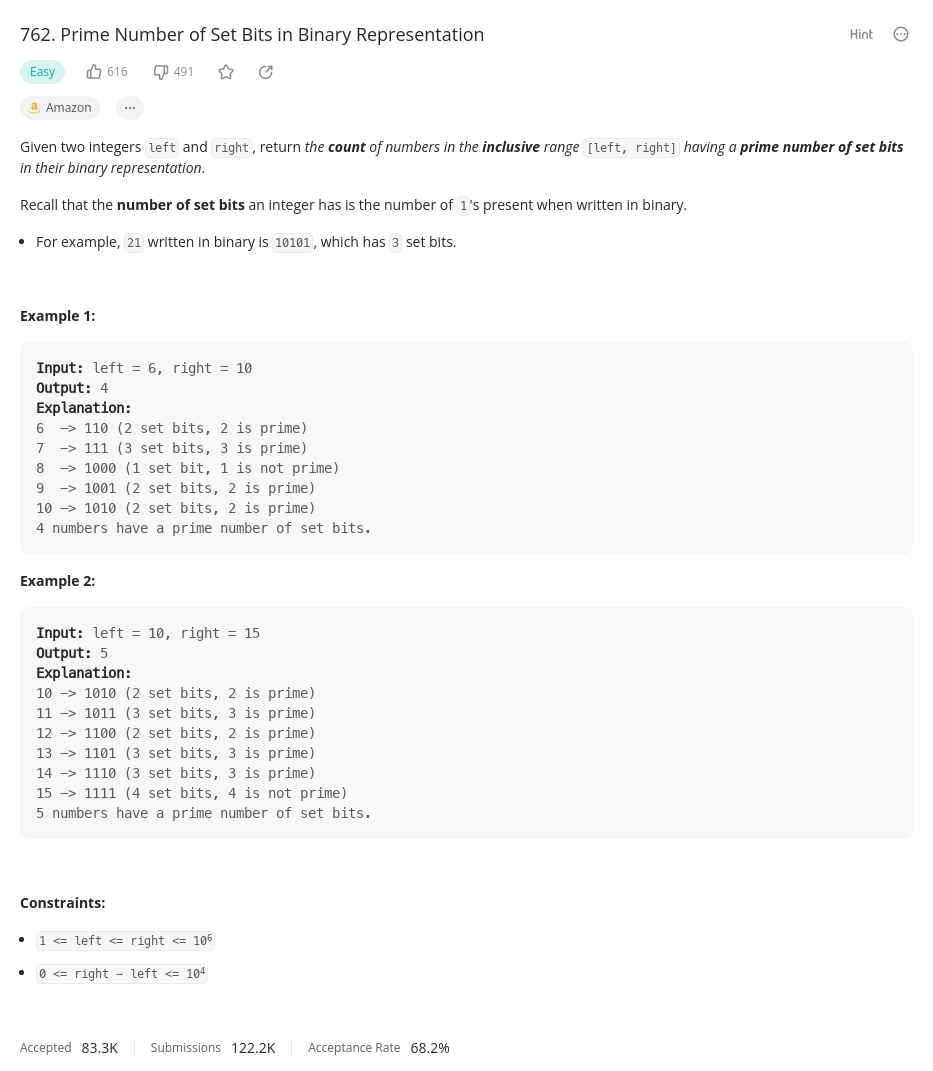 762. Prime Number of Set Bits in Binary Representation
Hint
Easy 616 491
Amazon ...
Given two integers left and right, return the count of numbers in the inclusive range [left, right] having a prime number of set bits
in their binary representation.
Recall that the number of set bits an integer has is the number of 1's present when written in binary.
• For example, 21 written in binary is 10101, which has 3 set bits.
Example 1:
Input: left = 6, right = 10
Output: 4
Explanation:
6  -> 110 (2 set bits, 2 is prime)
7  -> 111 (3 set bits, 3 is prime)
8  -> 1000 (1 set bit, 1 is not prime)
9  -> 1001 (2 set bits, 2 is prime)
10 -> 1010 (2 set bits, 2 is prime)
4 numbers have a prime number of set bits.
Example 2:
Input: left = 10, right = 15
Output: 5
Explanation:
10 -> 1010 (2 set bits, 2 is prime)
11 -> 1011 (3 set bits, 3 is prime)
12 -> 1100 (2 set bits, 2 is prime)
13 -> 1101 (3 set bits, 3 is prime)
14 -> 1110 (3 set bits, 3 is prime)
15 -> 1111 (4 set bits, 4 is not prime)
5 numbers have a prime number of set bits.
Constraints:
• 1 <= left <= right <= 10⁶
• 0 <= right - left <= 10⁴
Accepted 83.3K Submissions 122.2K Acceptance Rate 68.2%